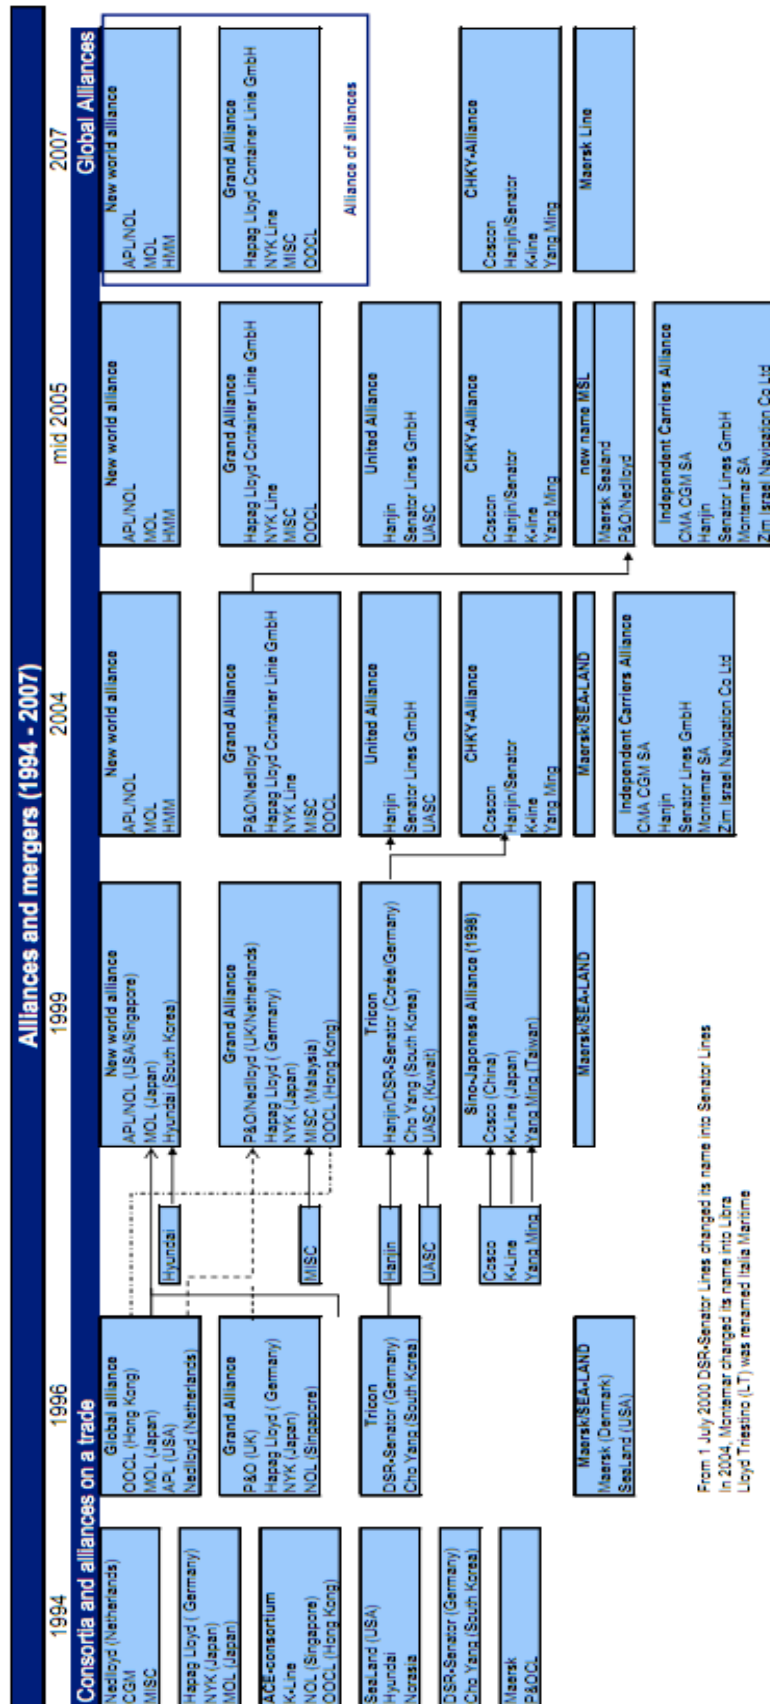 Alliances and mergers (1994 - 2007)
1994
1996
1999
2004
mid 2005
2007
Consortia and alliances on a trade
Global Alliances
Nedlloyd (Netherlands)
CGM
MISC
Hapag Lloyd ( Germany)
NYK (Japan)
MOL (Japan)
ACE-consortium
K-Line
NOL (Singapore)
OOCL (Hong Kong)
SeaLand (USA)
Hyundai
Norasia
DSR-Senator (Germany)
Cho Yang (South Korea)
Maersk
P&OCL
Global alliance
OOCL (Hong Kong)
MOL (Japan)
APL (USA)
Nedlloyd (Netherlands)
Grand Alliance
P&O (UK)
Hapag Lloyd ( Germany)
NYK (Japan)
NOL (Singapore)
Tricon
DSR-Senator (Germany)
Cho Yang (South Korea)
Maersk/SEA-LAND
Maersk (Denmark)
SeaLand (USA)
Hyundai
MISC
Hanjin
UASC
Cosco
K-Line
Yang Ming
New world alliance
APL/NOL (USA/Singapore)
MOL (Japan)
Hyundai (South Korea)
Grand Alliance
P&O/Nedlloyd (UK/Netherlands)
Hapag Lloyd ( Germany)
NYK (Japan)
MISC (Malaysia)
OOCL (Hong Kong)
Tricon
Hanjin/DSR-Senator (Corée/Germany)
Cho Yang (South Korea)
UASC (Kuwait)
Sino-Japanese Alliance (1998)
Cosco (China)
K-Line (Japan)
Yang Ming (Taiwan)
Maersk/SEA-LAND
New world alliance
APL/NOL
MOL
HMM
Grand Alliance
P&O/Nedlloyd
Hapag Lloyd Container Linie GmbH
NYK Line
MISC
OOCL
United Alliance
Hanjin
Senator Lines GmbH
UASC
CHKY-Alliance
Coscon
Hanjin/Senator
K-line
Yang Ming
Maersk/SEA-LAND
Independent Carriers Alliance
CMA CGM SA
Hanjin
Senator Lines GmbH
Montemar SA
Zim Israel Navigation Co Ltd
New world alliance
APL/NOL
MOL
HMM
Grand Alliance
Hapag Lloyd Container Linie GmbH
NYK Line
MISC
OOCL
United Alliance
Hanjin
Senator Lines GmbH
UASC
CHKY-Alliance
Coscon
Hanjin/Senator
K-line
Yang Ming
new name MSL
Maersk Sealand
P&O/Nedlloyd
Independent Carriers Alliance
CMA CGM SA
Hanjin
Senator Lines GmbH
Montemar SA
Zim Israel Navigation Co Ltd
New world alliance
APL/NOL
MOL
HMM
Grand Alliance
Hapag Lloyd Container Linie GmbH
NYK Line
MISC
OOCL
Alliance of alliances
CHKY-Alliance
Coscon
Hanjin/Senator
K-line
Yang Ming
Maersk Line
From 1 July 2000 DSR-Senator Lines changed its name into Senator Lines
In 2004, Montemar changed its name into Libra
Lloyd Triestino (LT) was renamed Italia Maritime